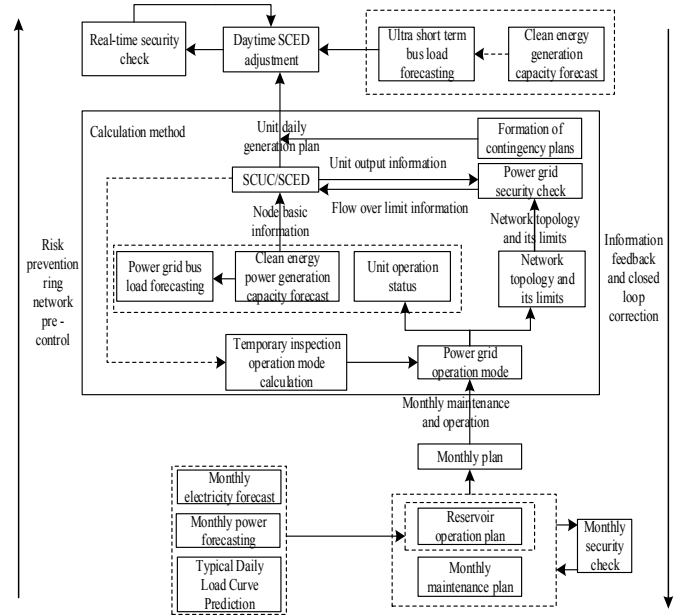 Real-time security
check
Daytime SCED
adjustment
Ultra short term
bus load
forecasting
Clean energy
generation
capacity forecast
Calculation method
Unit daily
generation plan
Formation of
contingency plans
SCUC/SCED
Unit output information
Power grid
security check
Flow over limit information
Node basic
information
Network topology
and its limits
Risk
prevention
ring
network
pre -
control
Information
feedback
and closed
loop
correction
Power grid bus
load forecasting
Clean energy
power generation
capacity forecast
Unit operation
status
Network topology
and its limits
Temporary inspection
operation mode
calculation
Power grid
operation mode
Monthly maintenance
and operation
Monthly plan
Monthly
electricity forecast
Monthly power
forecasting
Typical Daily
Load Curve
Prediction
Reservoir
operation plan
Monthly
maintenance plan
Monthly
security
check